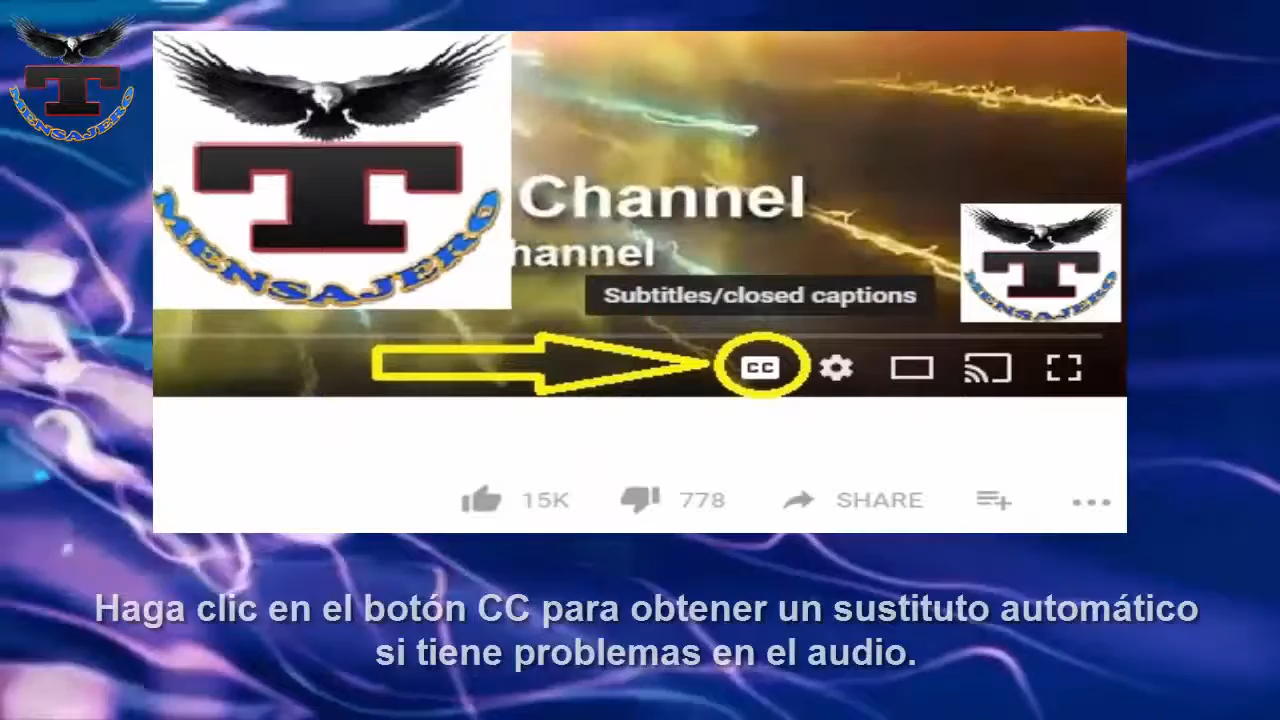 T
MENSAJERO
T
MENSAJERO
Channel
hannel
Subtitles/closed captions
T
MENSAJERO
CC
15K
778
SHARE
Haga clic en el botón CC para obtener un sustituto automático
si tiene problemas en el audio.